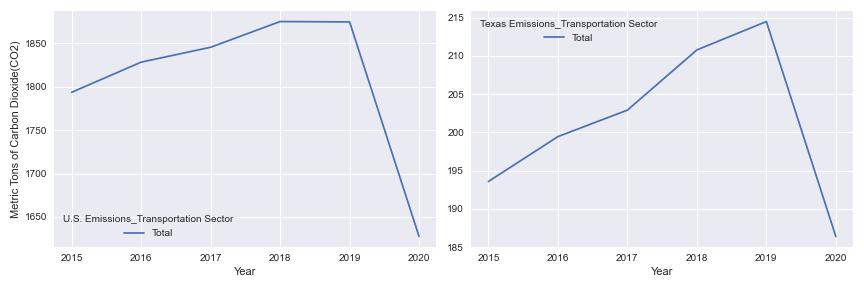 Metric Tons of Carbon Dioxide(CO2)
1850
1800
1750
1700
1650
U.S. Emissions_Transportation Sector
Total
2015 2016 2017 2018 2019 2020
Year
215
210
205
200
195
190
185
Texas Emissions_Transportation Sector
Total
2015 2016 2017 2018 2019 2020
Year